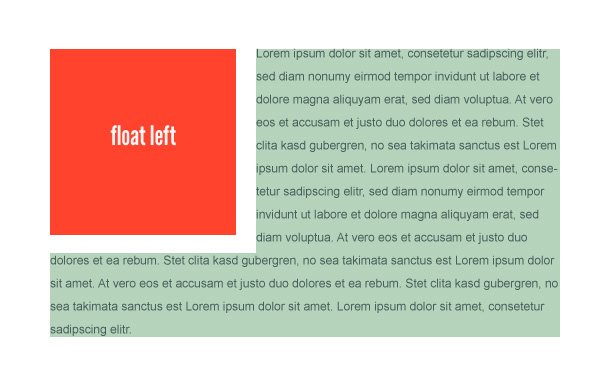 float left
Lorem ipsum dolor sit amet, consetetur sadipscing elitr,
sed diam nonumy eirmod tempor invidunt ut labore et
dolore magna aliquyam erat, sed diam voluptua. At vero
eos et accusam et justo duo dolores et ea rebum. Stet
clita kasd gubergren, no sea takimata sanctus est Lorem
ipsum dolor sit amet. Lorem ipsum dolor sit amet, conse-
tetur sadipscing elitr, sed diam nonumy eirmod tempor
invidunt ut labore et dolore magna aliquyam erat, sed
diam voluptua. At vero eos et accusam et justo duo
dolores et ea rebum. Stet clita kasd gubergren, no sea takimata sanctus est Lorem ipsum dolor
sit amet. At vero eos et accusam et justo duo dolores et ea rebum. Stet clita kasd gubergren, no
sea takimata sanctus est Lorem ipsum dolor sit amet. Lorem ipsum dolor sit amet, consetetur
sadipscing elitr.